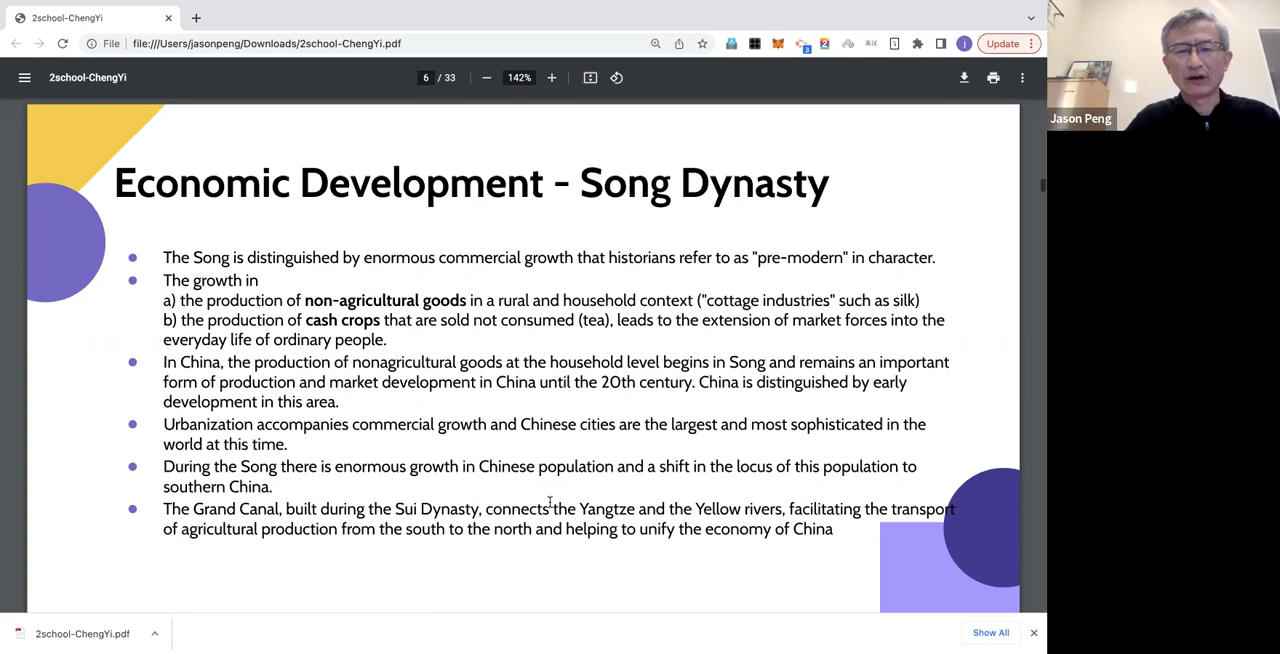 2school-ChengYi
File
file:///Users/jasonpeng/Downloads/2school-ChengYi.pdf
Update
2school-ChengYi
6 / 33
142%
Jason Peng
Economic Development - Song Dynasty
The Song is distinguished by enormous commercial growth that historians refer to as "pre-modern" in character.
The growth in
a) the production of non-agricultural goods in a rural and household context ("cottage industries" such as silk)
b) the production of cash crops that are sold not consumed (tea), leads to the extension of market forces into the
everyday life of ordinary people.
In China, the production of nonagricultural goods at the household level begins in Song and remains an important
form of production and market development in China until the 20th century. China is distinguished by early
development in this area.
Urbanization accompanies commercial growth and Chinese cities are the largest and most sophisticated in the
world at this time.
During the Song there is enormous growth in Chinese population and a shift in the locus of this population to
southern China.
The Grand Canal, built during the Sui Dynasty, connects the Yangtze and the Yellow rivers, facilitating the transport
of agricultural production from the south to the north and helping to unify the economy of China
2school-ChengYi.pdf
Show All